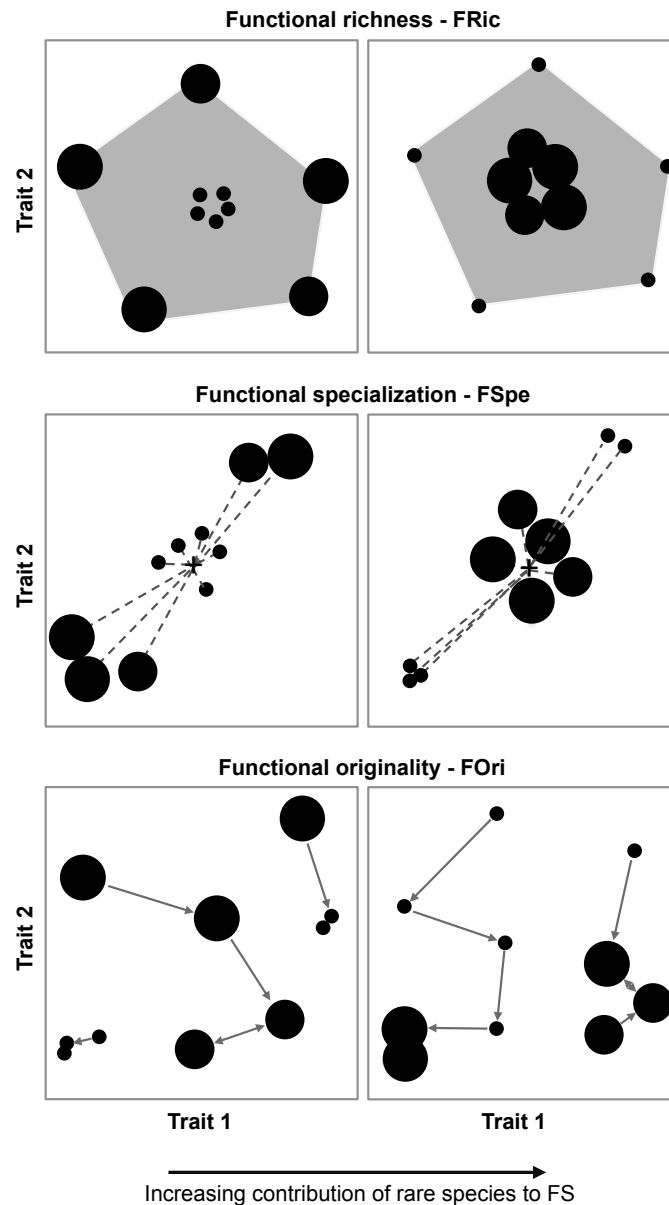 Functional richness - FRic
Trait 2
Functional specialization - FSpe
Trait 2
Functional originality - FOri
Trait 2
Trait 1
Trait 1
Increasing contribution of rare species to FS